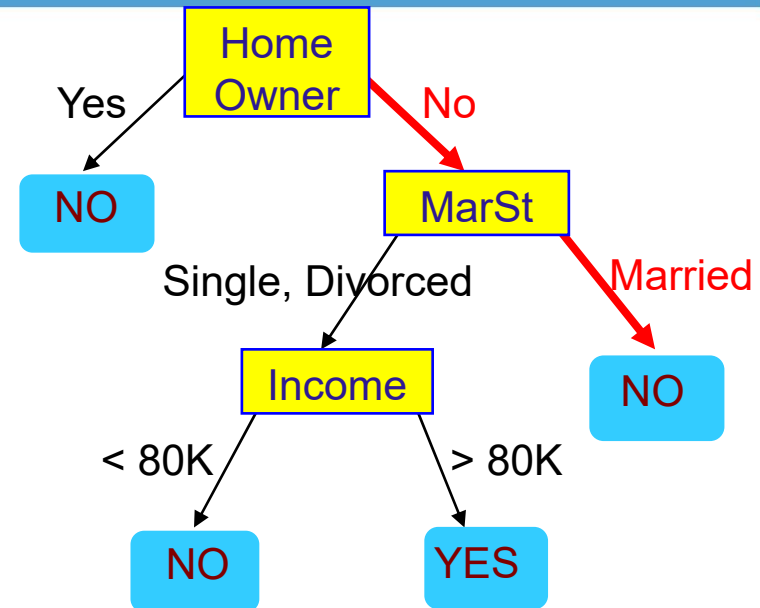 Home
Owner
Yes
No
NO
MarSt
Single, Divorced
Married
Income
NO
< 80K
> 80K
NO
YES